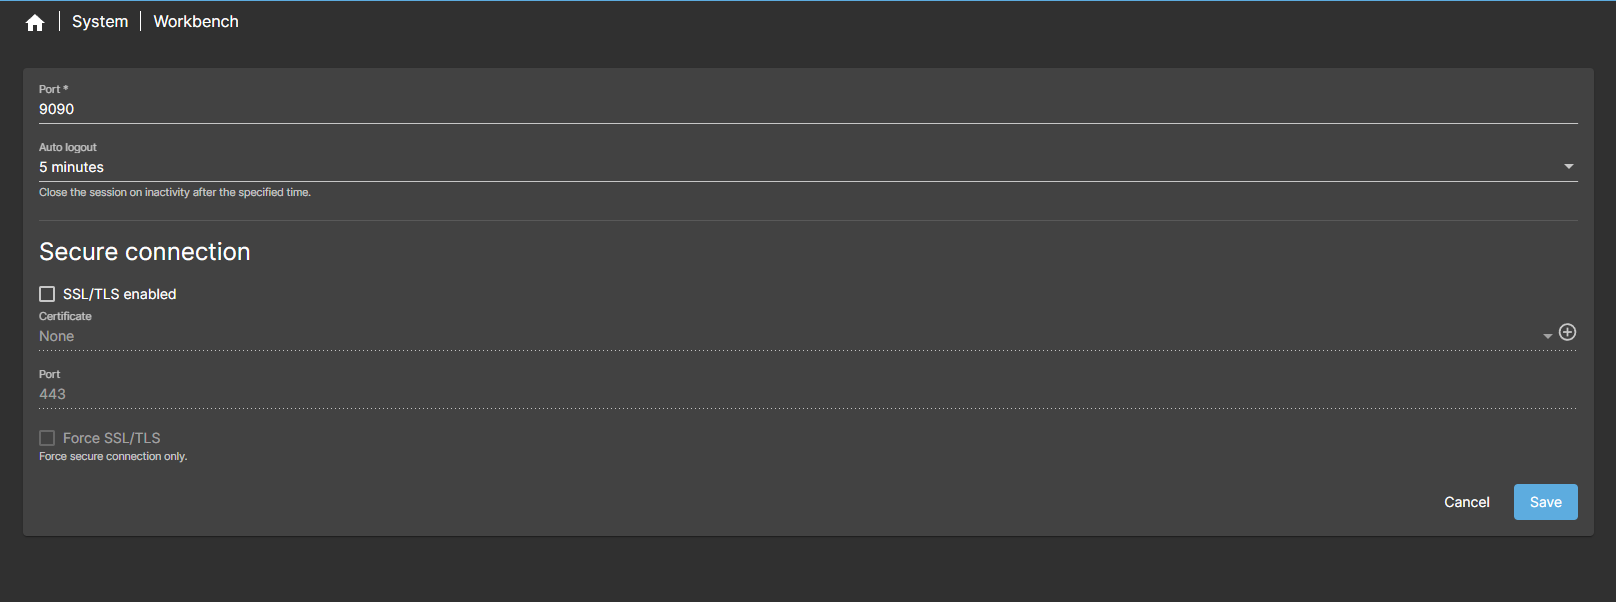 System Workbench
Port *
9090
Auto logout
5 minutes
Close the session on inactivity after the specified time.
Secure connection
SSL/TLS enabled
Certificate
None
Port
443
Force SSL/TLS
Force secure connection only.
Cancel Save